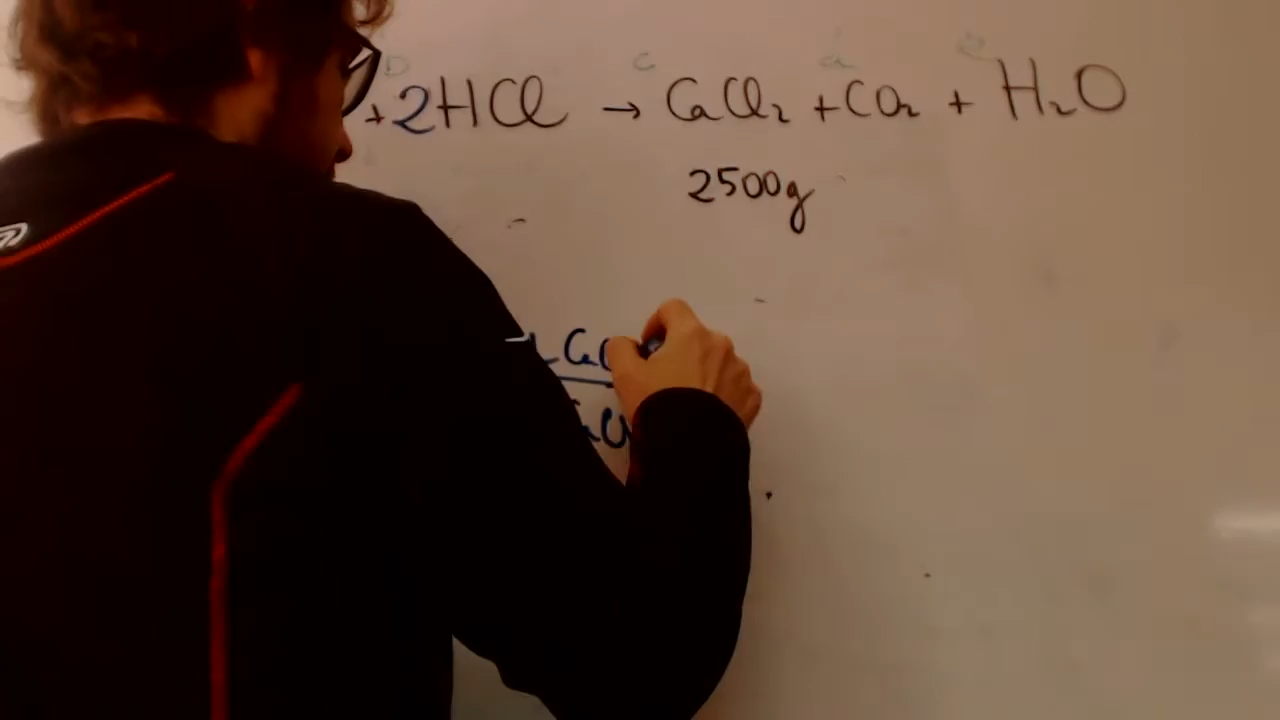 b c a e
+2HCl → CaCl₂ + CO₂ + H₂O
2500g